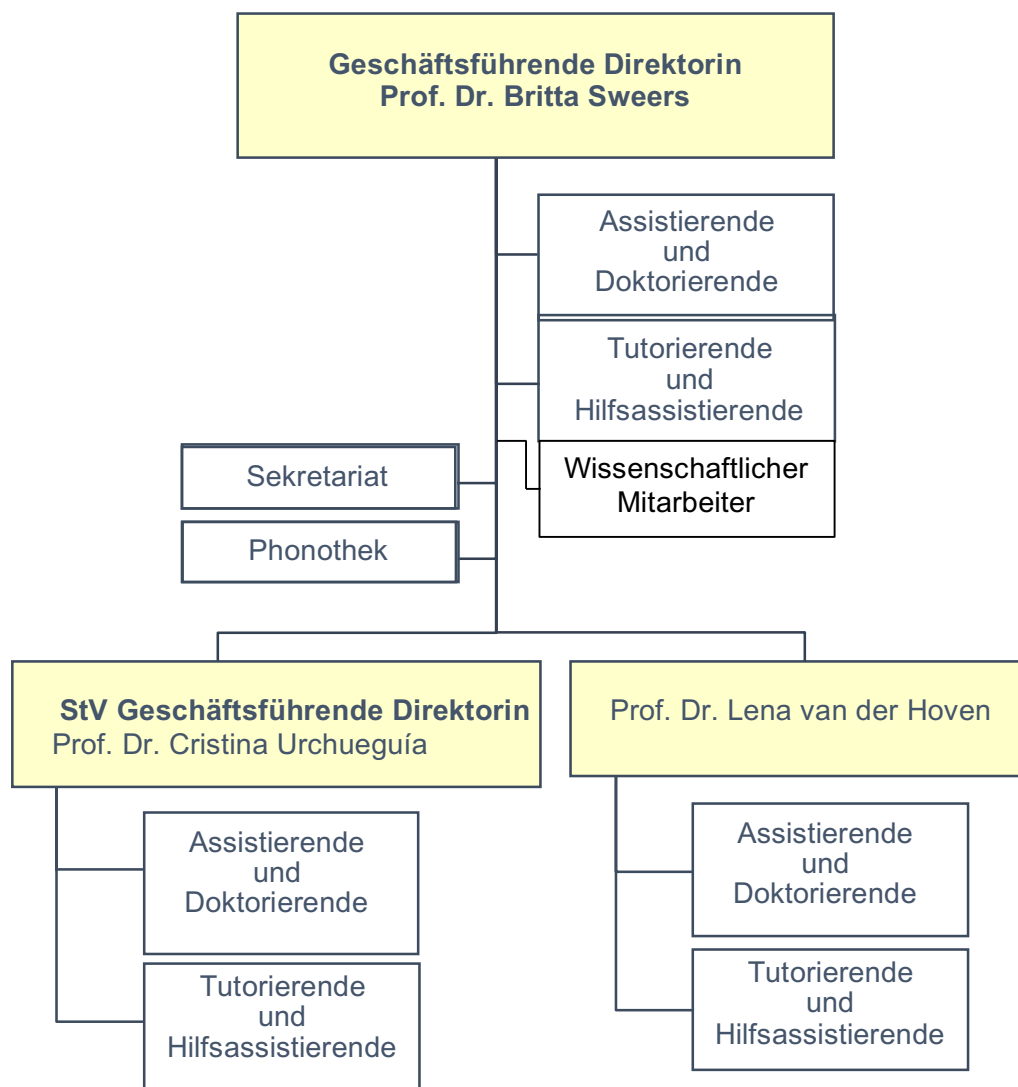 Geschäftsführende Direktorin
Prof. Dr. Britta Sweers
Assistierende
und
Doktorierende
Tutorierende
und
Hilfsassistierende
Wissenschaftlicher
Mitarbeiter
Sekretariat
Phonothek
StV Geschäftsführende Direktorin
Prof. Dr. Cristina Urchueguía
Assistierende
und
Doktorierende
Tutorierende
und
Hilfsassistierende
Prof. Dr. Lena van der Hoven
Assistierende
und
Doktorierende
Tutorierende
und
Hilfsassistierende